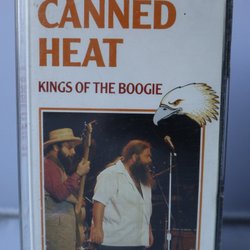 CANNED
HEAT
KINGS OF THE BOOGIE